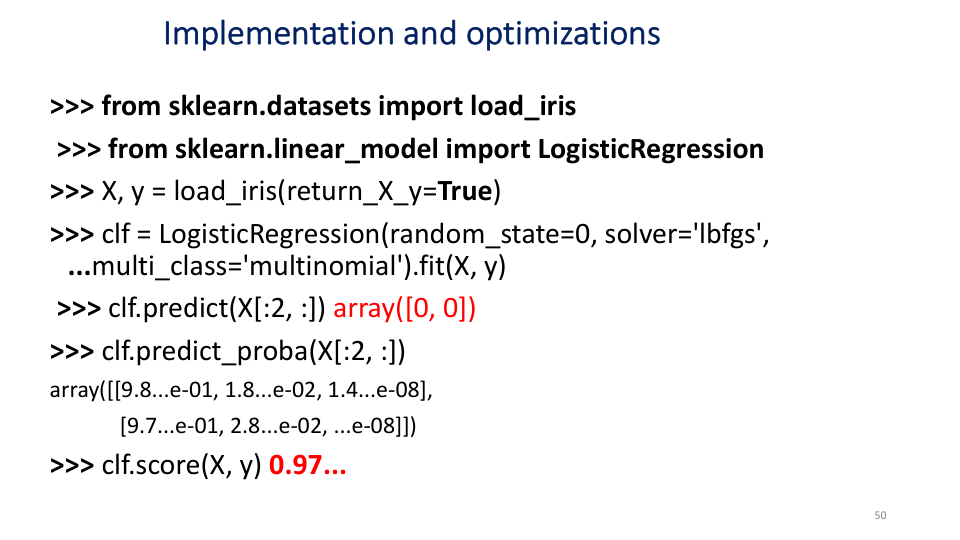 Implementation and optimizations
>>> from sklearn.datasets import load_iris
>>> from sklearn.linear_model import LogisticRegression
>>> X, y = load_iris(return_X_y=True)
>>> clf = LogisticRegression(random_state=0, solver='lbfgs',
...multi_class='multinomial').fit(X, y)
>>> clf.predict(X[:2, :]) array([0, 0])
>>> clf.predict_proba(X[:2, :])
array([[9.8...e-01, 1.8...e-02, 1.4...e-08],
[9.7...e-01, 2.8...e-02, ...e-08]])
>>> clf.score(X, y) 0.97...
50